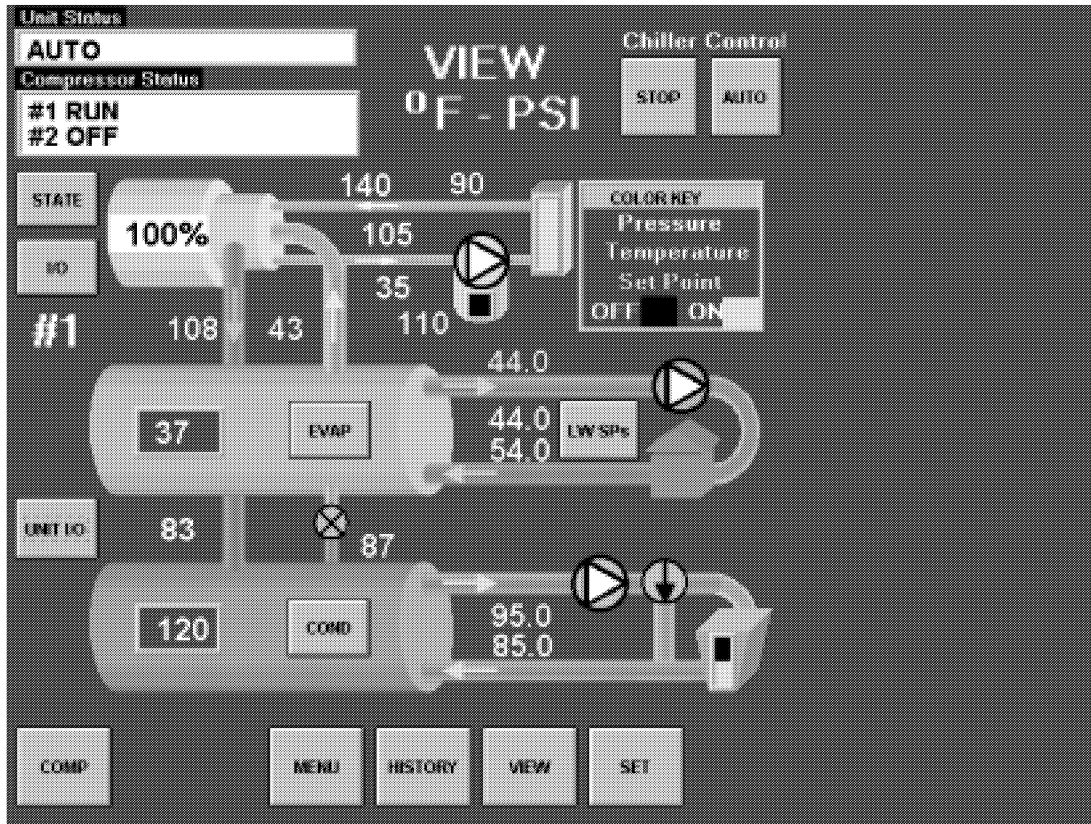 Unit Status
AUTO
Compressor Status
#1 RUN
#2 OFF
VIEW
ºF - PSI
Chiller Control
STOP
AUTO
STATE
I/O
#1
100%
140
90
105
35
110
COLOR KEY
Pressure
Temperature
Set Point
OFF
ON
108
43
44.0
37
EVAP
44.0
54.0
LW SPs
UNIT I/O
83
87
120
COND
95.0
85.0
COMP
MENU
HISTORY
VIEW
SET